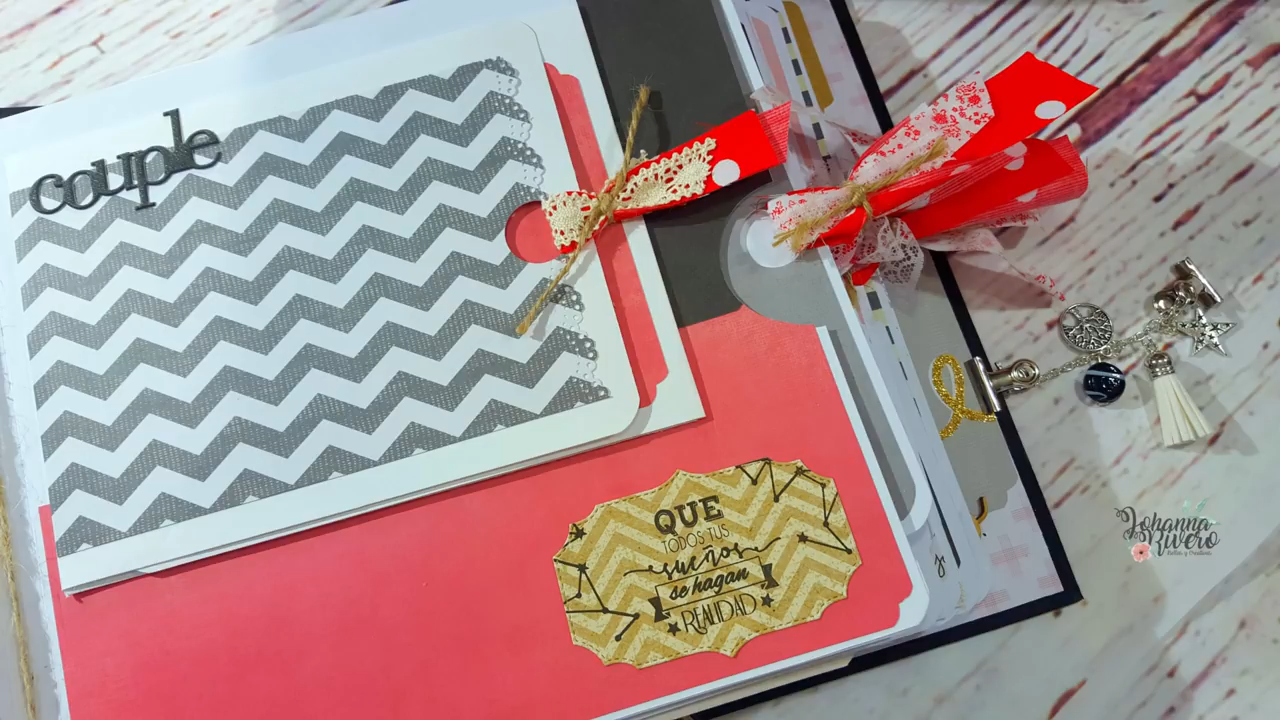 couple
QUE
TODOS TUS
sueños
se hagan
REALIDAD
Johanna
Rivero